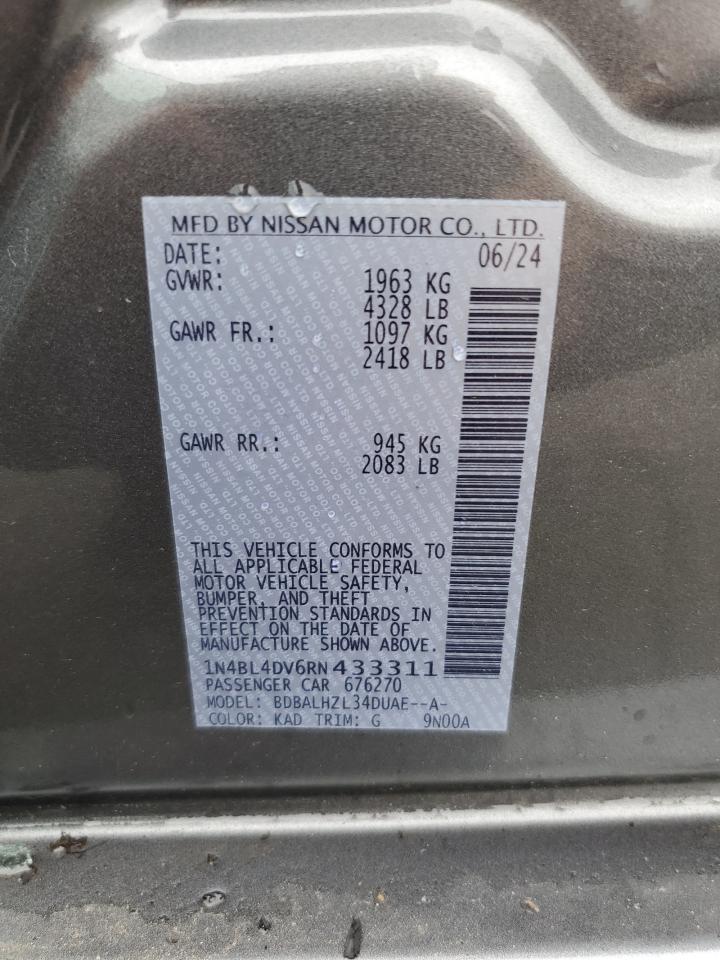 MFD BY NISSAN MOTOR CO., LTD.
DATE: 06/24
GVWR: 1963 KG
4328 LB
GAWR FR.: 1097 KG
2418 LB
GAWR RR.: 945 KG
2083 LB
THIS VEHICLE CONFORMS TO
ALL APPLICABLE FEDERAL
MOTOR VEHICLE SAFETY,
BUMPER, AND THEFT
PREVENTION STANDARDS IN
EFFECT ON THE DATE OF
MANUFACTURE SHOWN ABOVE.
1N4BL4DV6RN433311
PASSENGER CAR 676270
MODEL: BDBALHZL34DUAE--A-
COLOR: KAD TRIM: G 9N00A